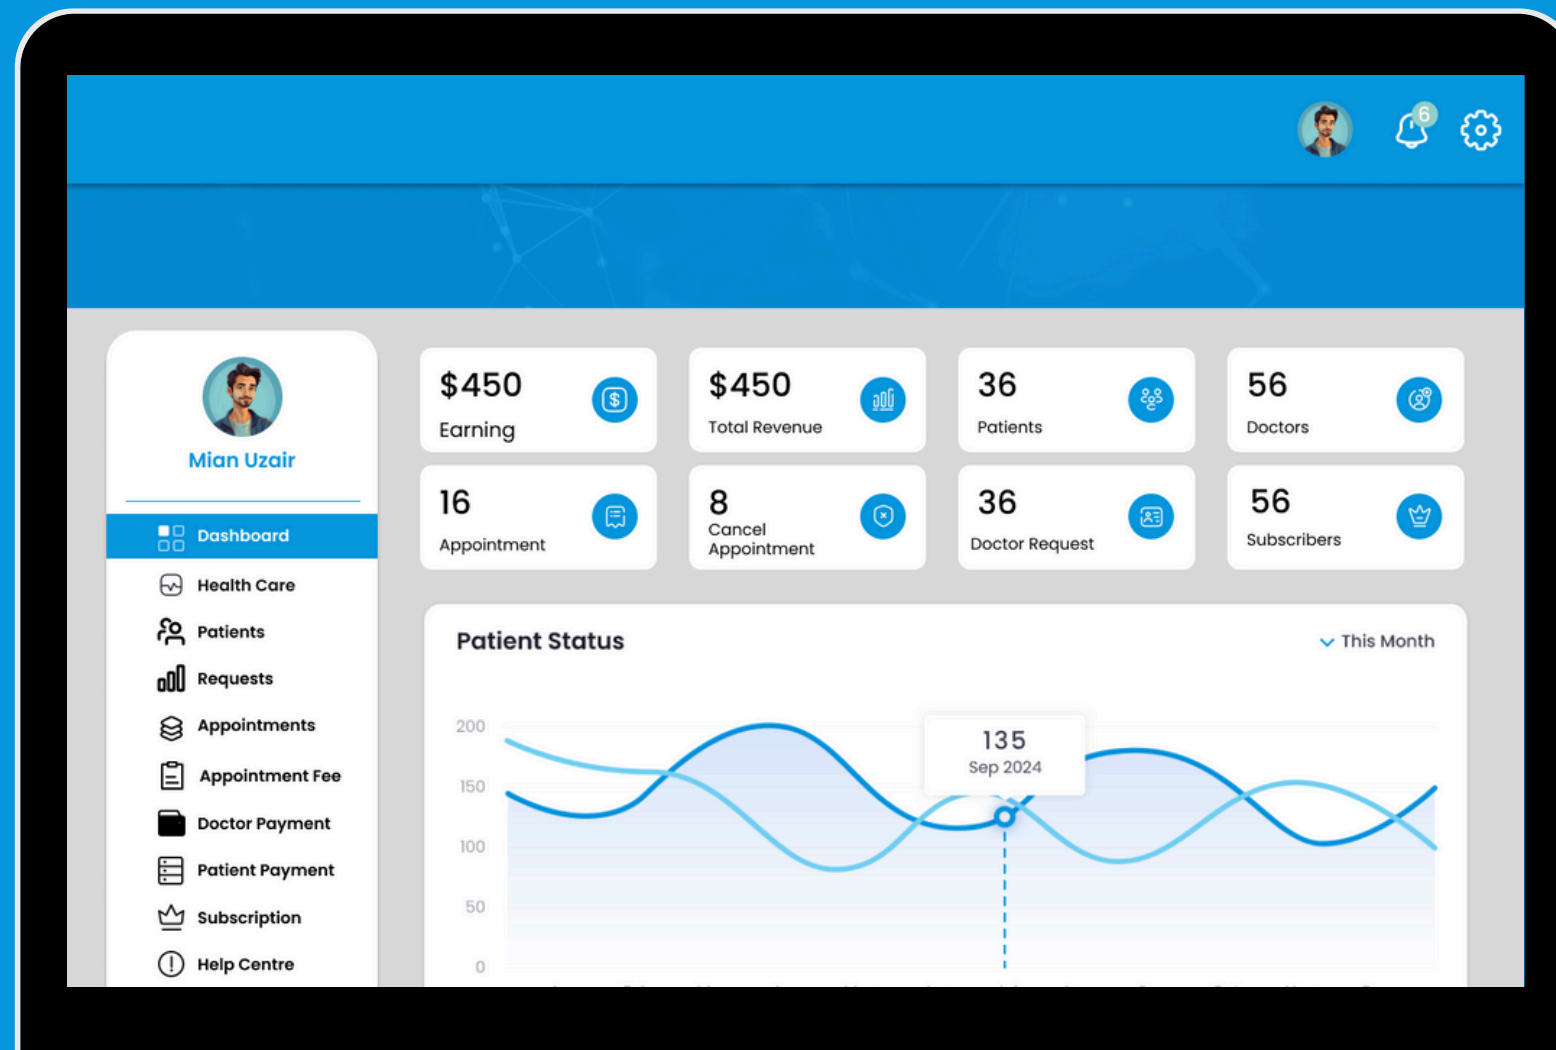 6
Mian Uzair
Dashboard
Health Care
Patients
Requests
Appointments
Appointment Fee
Doctor Payment
Patient Payment
Subscription
Help Centre
$450
Earning
$450
Total Revenue
36
Patients
56
Doctors
16
Appointment
8
Cancel
Appointment
36
Doctor Request
56
Subscribers
Patient Status
This Month
200
150
100
50
0
135
Sep 2024